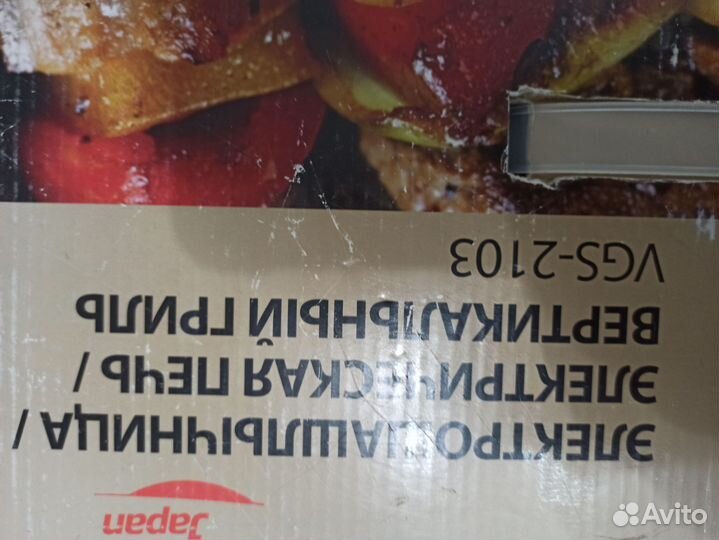 Japan
ЭЛЕКТРОШАШЛЫЧНИЦА /
ЭЛЕКТРИЧЕСКАЯ ПЕЧЬ /
ВЕРТИКАЛЬНЫЙ ГРИЛЬ
VGS-2103
Avito